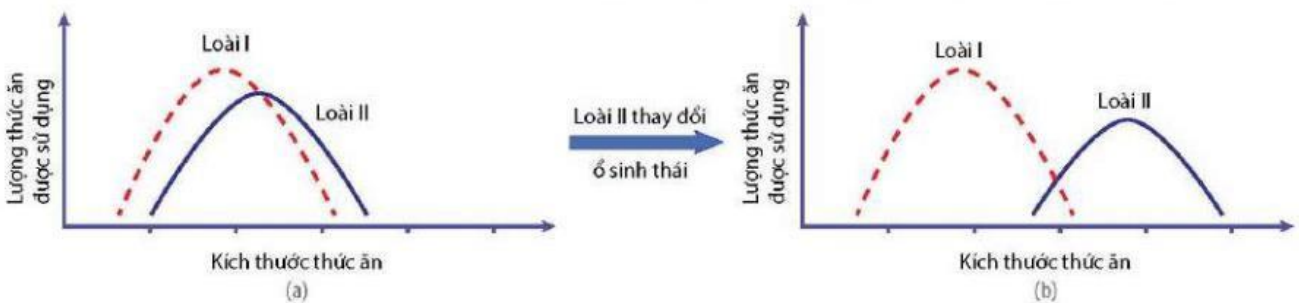 Lượng thức ăn
được sử dụng
Loài I
Loài II
Kích thước thức ăn
(a)
Loài II thay đổi
ổ sinh thái
Lượng thức ăn
được sử dụng
Loài I
Loài II
Kích thước thức ăn
(b)